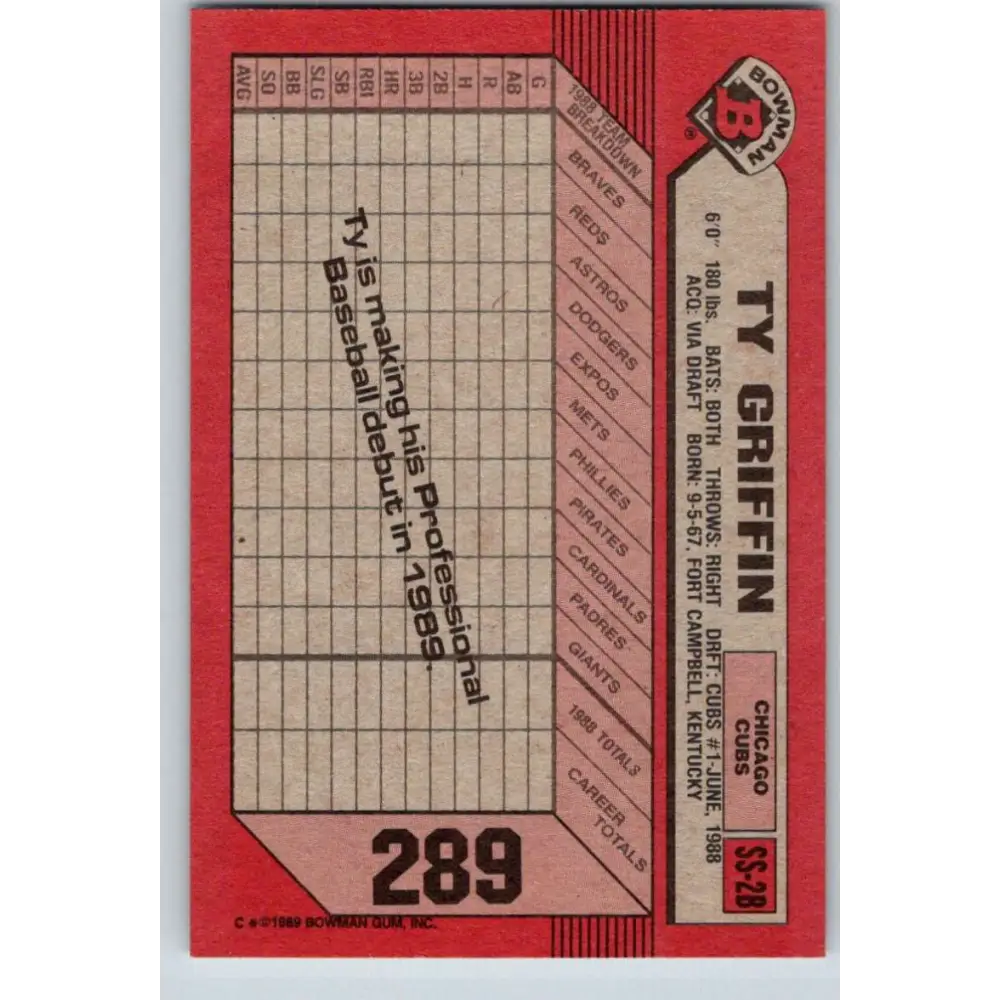 BOWMAN
B
®
TY GRIFFIN
CHICAGO
CUBS
SS-2B
6'0" 180 lbs. BATS: BOTH THROWS: RIGHT DRFT: CUBS #1-JUNE, 1988
ACQ: VIA DRAFT BORN: 9-5-67, FORT CAMPBELL, KENTUCKY
1988 TEAM
BREAKDOWN
BRAVES
REDS
ASTROS
DODGERS
EXPOS
METS
PHILLIES
PIRATES
CARDINALS
PADRES
GIANTS
1988 TOTALS
CAREER
TOTALS
G
AB
R
H
2B
3B
HR
RBI
SB
SLG
BB
SO
AVG
Ty is making his Professional
Baseball debut in 1989.
289
C ©1989 BOWMAN GUM, INC.